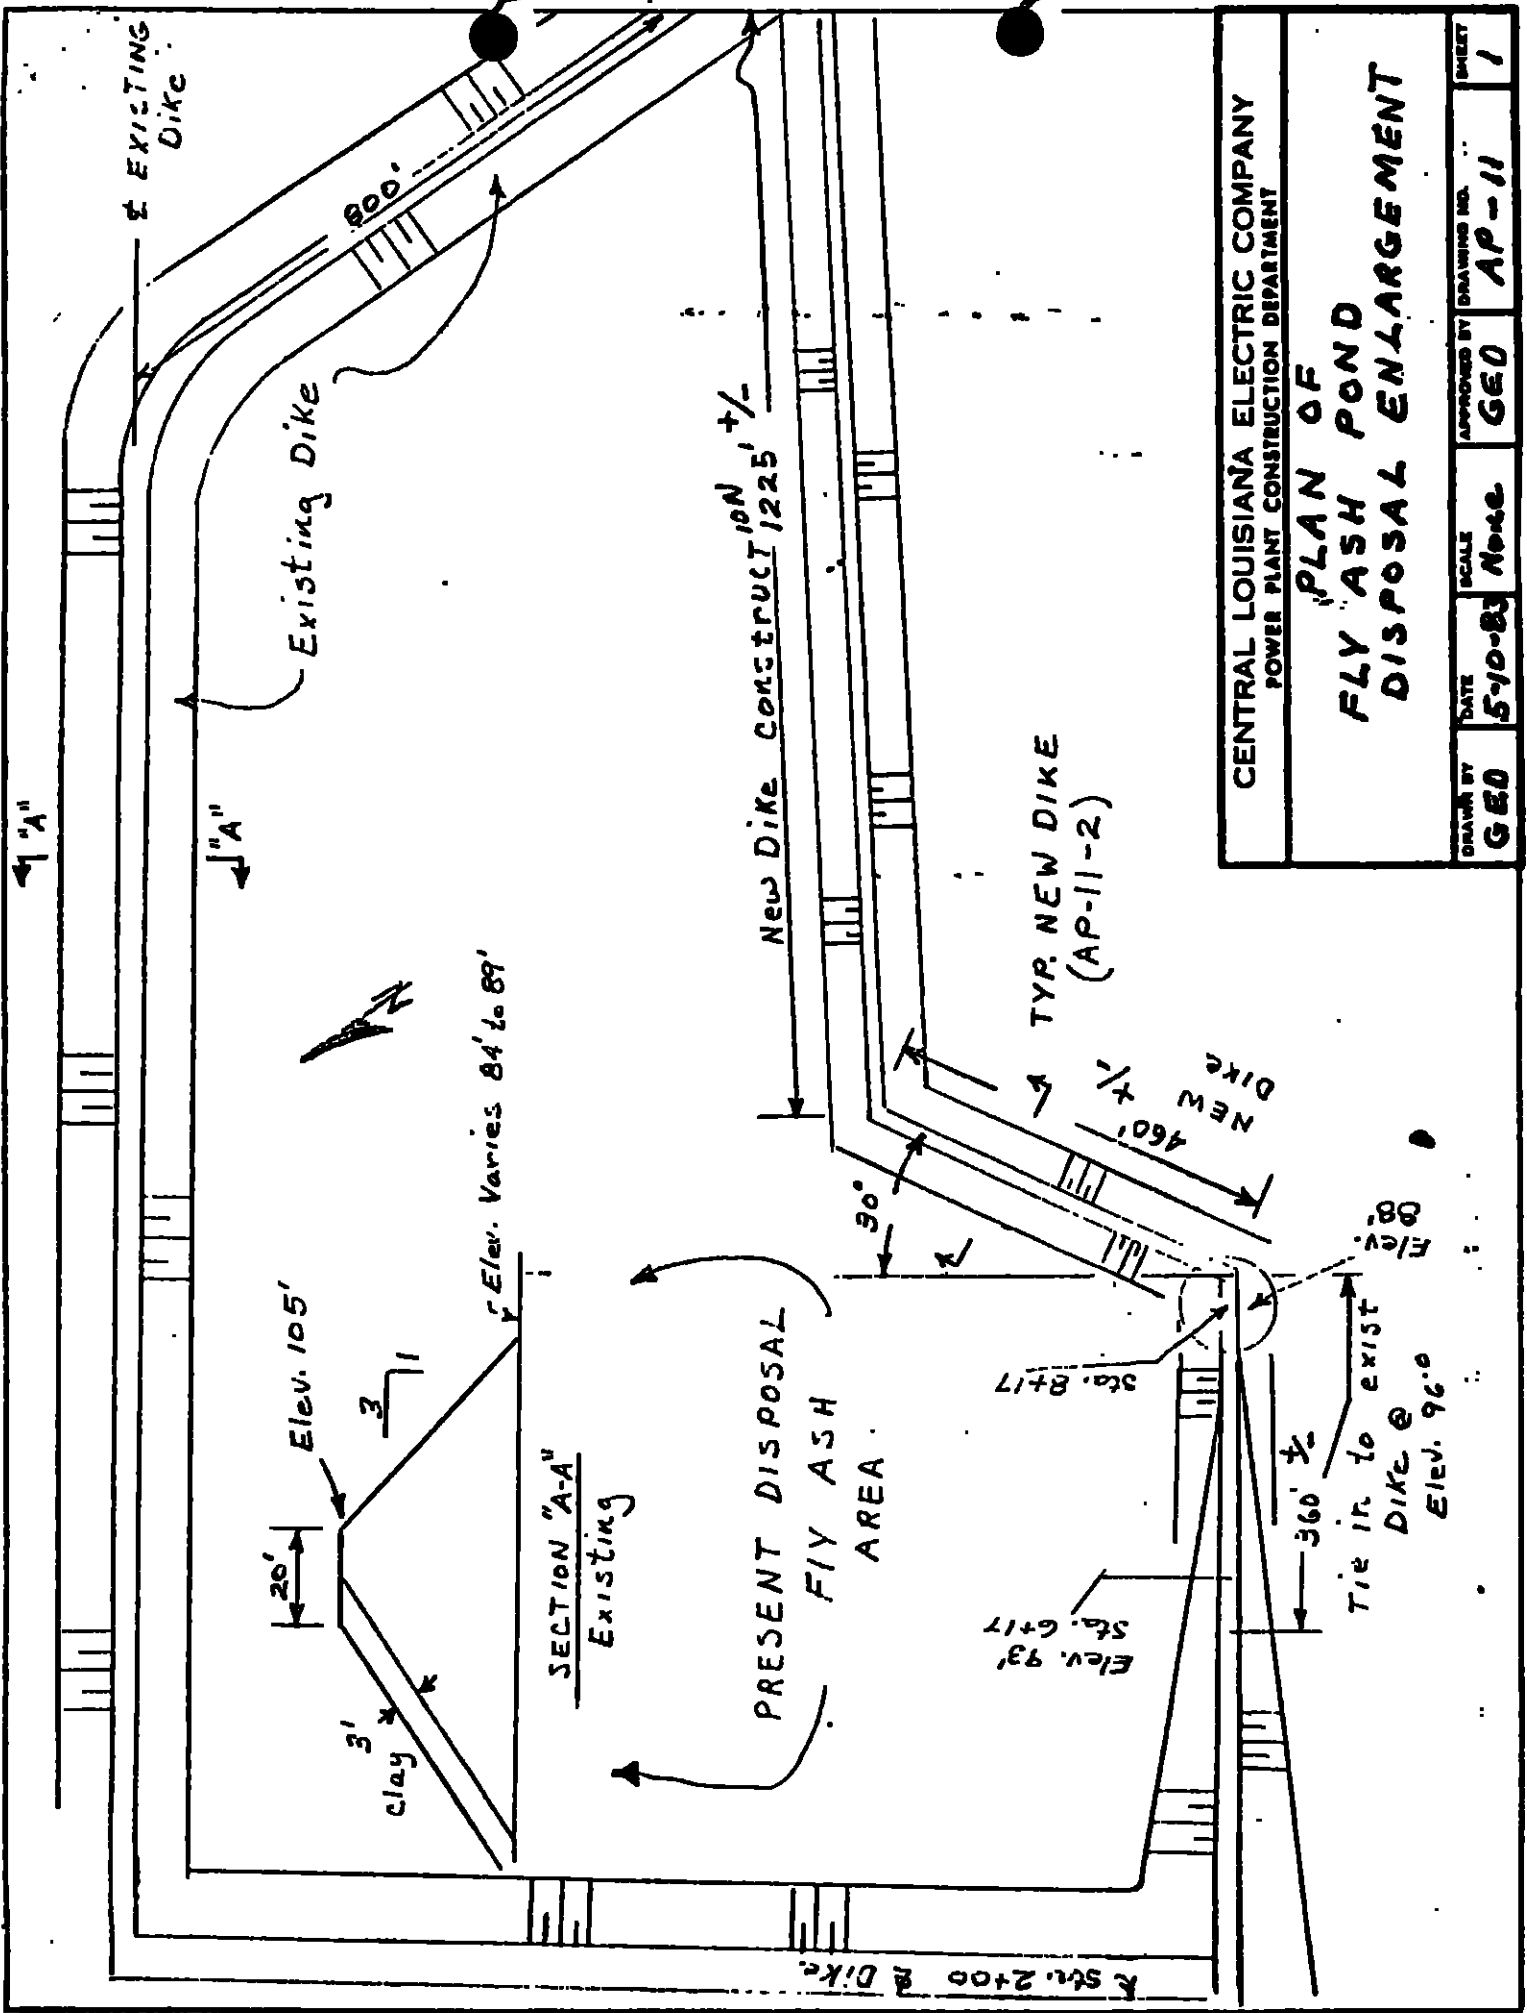 ⅊ EXISTING
Dike
800'
Existing Dike
"A"
"A"
New Dike Construction 1225' +/-
Elev. 105'
20'
3
1
Elev. Varies 84' to 89'
3'
clay
SECTION "A-A"
Existing
N
PRESENT DISPOSAL
FLY ASH
AREA
TYP. NEW DIKE
(AP-11-2)
30°
460' +/-
NEW
DIKE
Elev.
88'
Sta. 8+17
Sta. 6+17
Elev. 93'
360' +/-
Tie in to exist
Dike @
Elev. 96.0
Sta. 2+00 ⅊ Dike
CENTRAL LOUISIANA ELECTRIC COMPANY
POWER PLANT CONSTRUCTION DEPARTMENT
PLAN OF
FLY ASH POND
DISPOSAL ENLARGEMENT
DRAWN BY
GEO
DATE
5-10-83
SCALE
None
APPROVED BY
GEO
DRAWING NO.
AP-11
SHEET
1